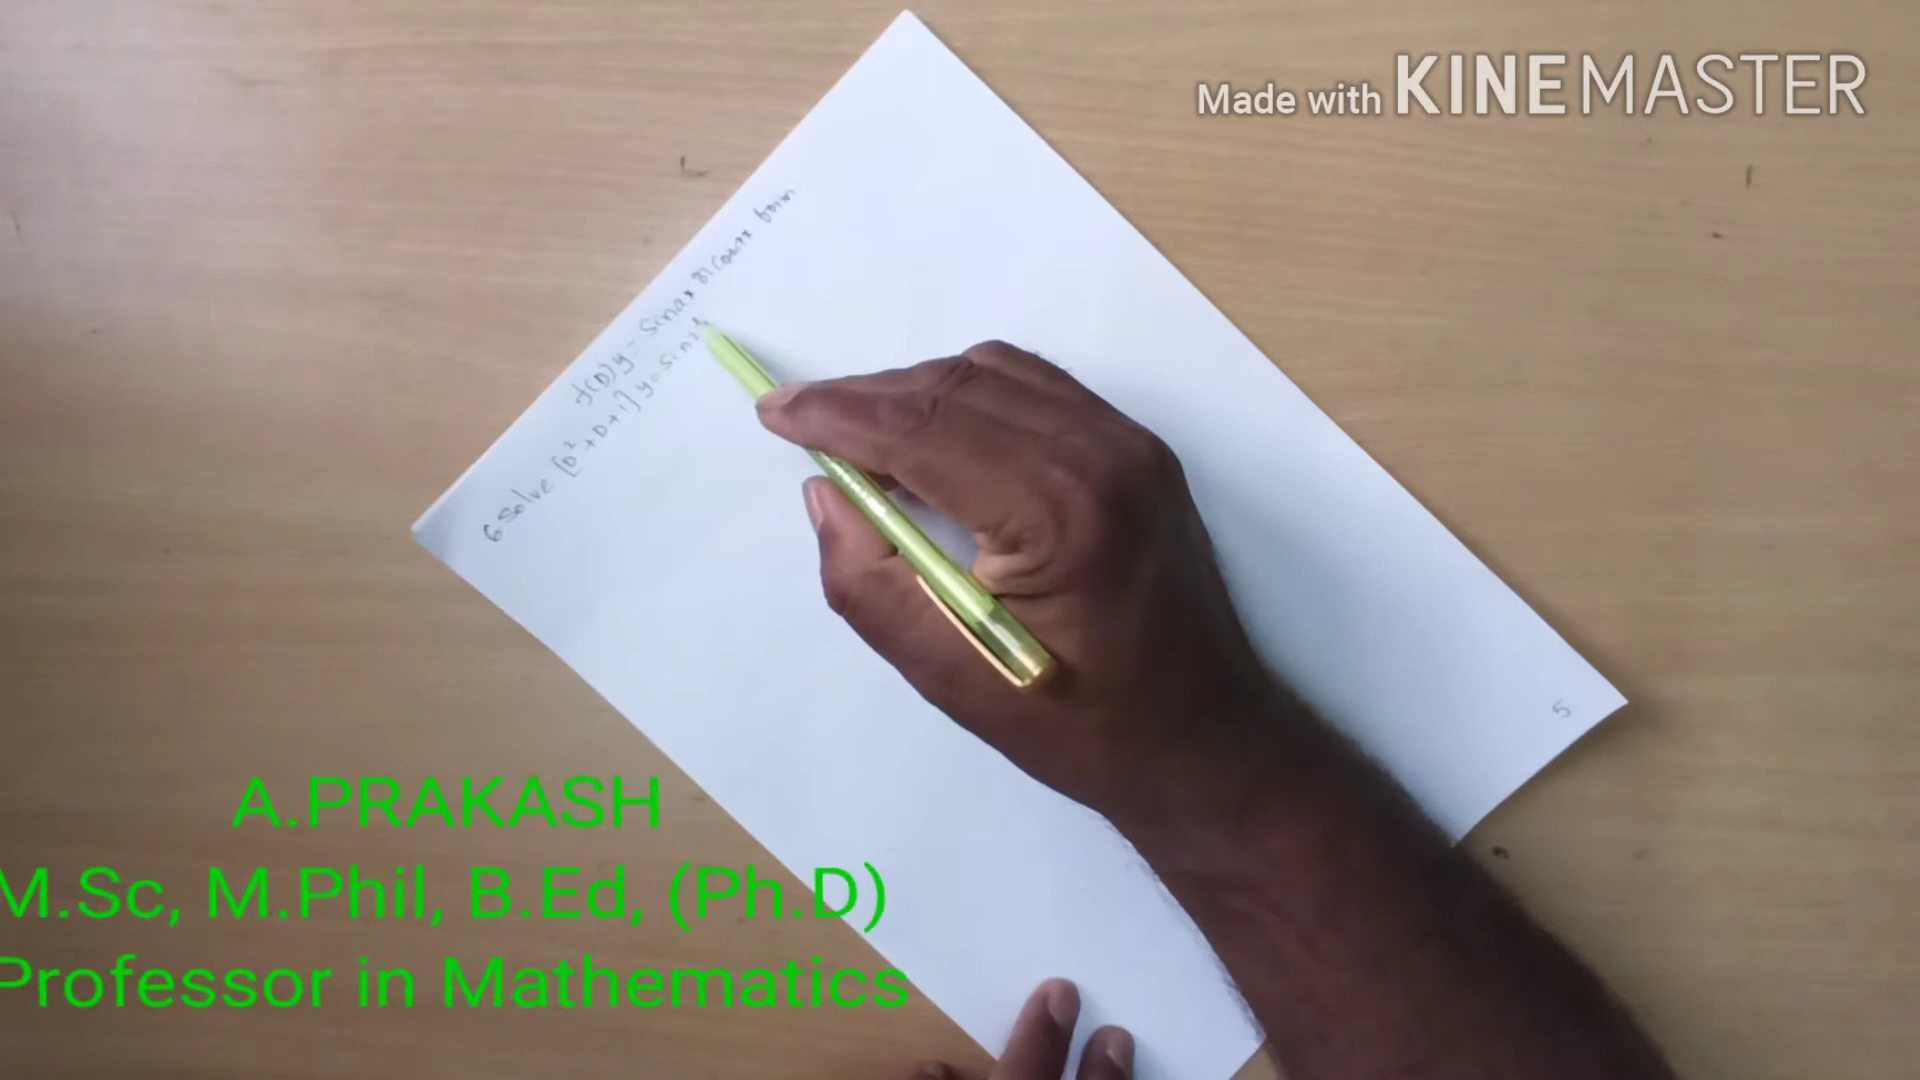 Made with KINEMASTER
f(D)y = sinax or cosax form
6 Solve [D²+D+1] y = sin2x
5
A.PRAKASH
M.Sc, M.Phil, B.Ed, (Ph.D)
Professor in Mathematics